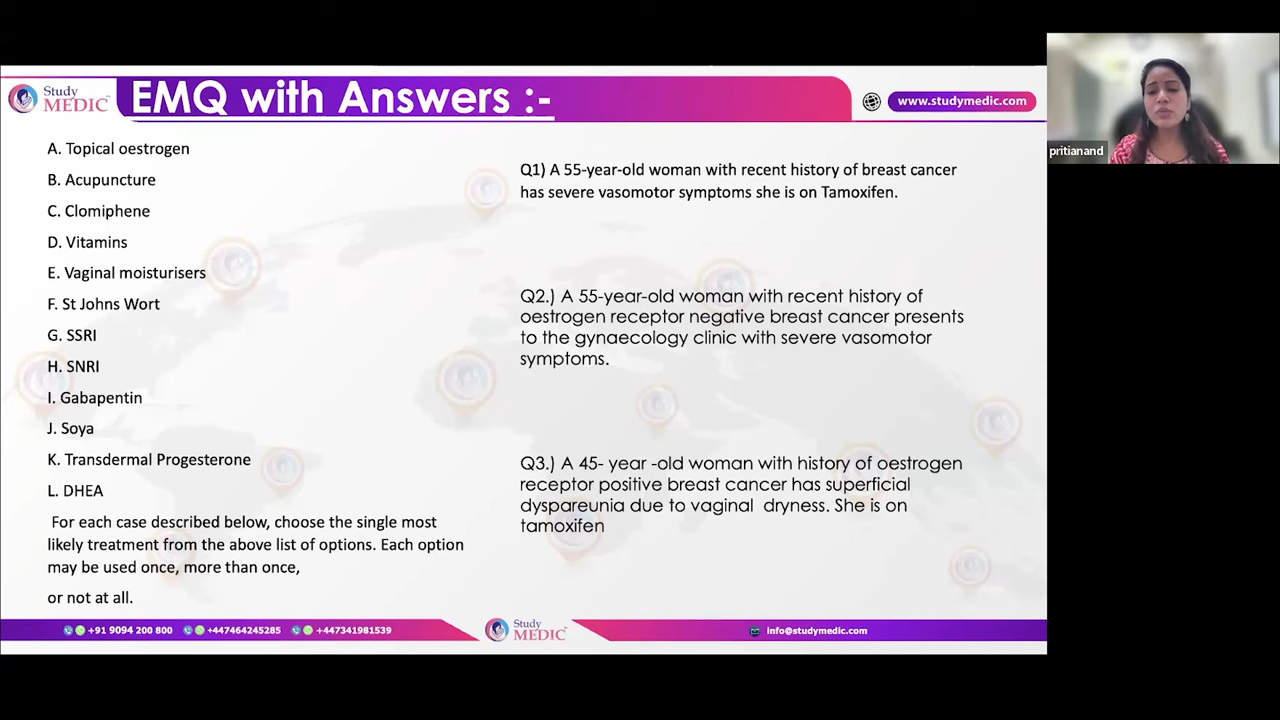 Study
MEDIC
EMQ with Answers :-
www.studymedic.com
pritianand
A. Topical oestrogen
B. Acupuncture
C. Clomiphene
D. Vitamins
E. Vaginal moisturisers
F. St Johns Wort
G. SSRI
H. SNRI
I. Gabapentin
J. Soya
K. Transdermal Progesterone
L. DHEA
For each case described below, choose the single most
likely treatment from the above list of options. Each option
may be used once, more than once,
or not at all.
Q1) A 55-year-old woman with recent history of breast cancer
has severe vasomotor symptoms she is on Tamoxifen.
Q2.) A 55-year-old woman with recent history of
oestrogen receptor negative breast cancer presents
to the gynaecology clinic with severe vasomotor
symptoms.
Q3.) A 45- year -old woman with history of oestrogen
receptor positive breast cancer has superficial
dyspareunia due to vaginal dryness. She is on
tamoxifen
+91 9094 200 800
+447464245285
+447341981539
Study
MEDIC
info@studymedic.com